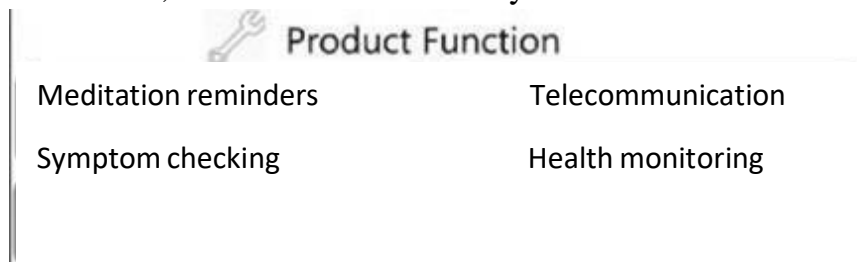 Product Function
Meditation reminders Telecommunication
Symptom checking Health monitoring